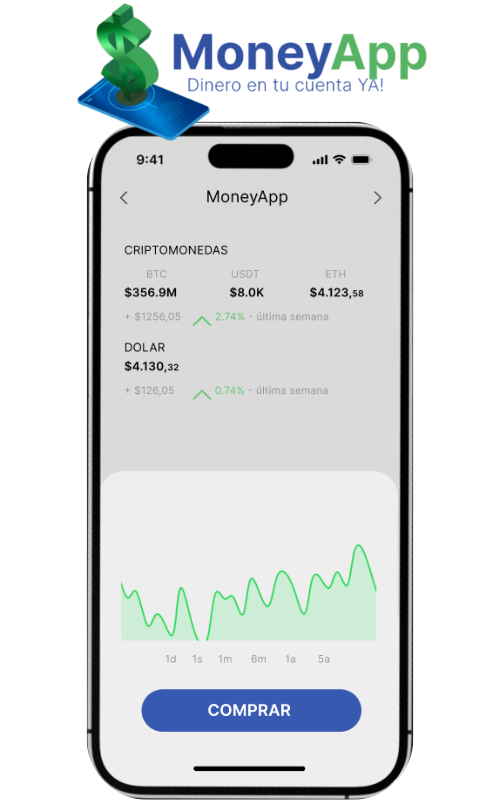 MoneyApp
Dinero en tu cuenta YA!
9:41
MoneyApp
CRIPTOMONEDAS
BTC USDT ETH
$356.9M $8.0K $4.123,58
+ $1256,05 2.74% - última semana
DOLAR
$4.130,32
+ $126,05 0.74% - última semana
1d 1s 1m 6m 1a 5a
COMPRAR